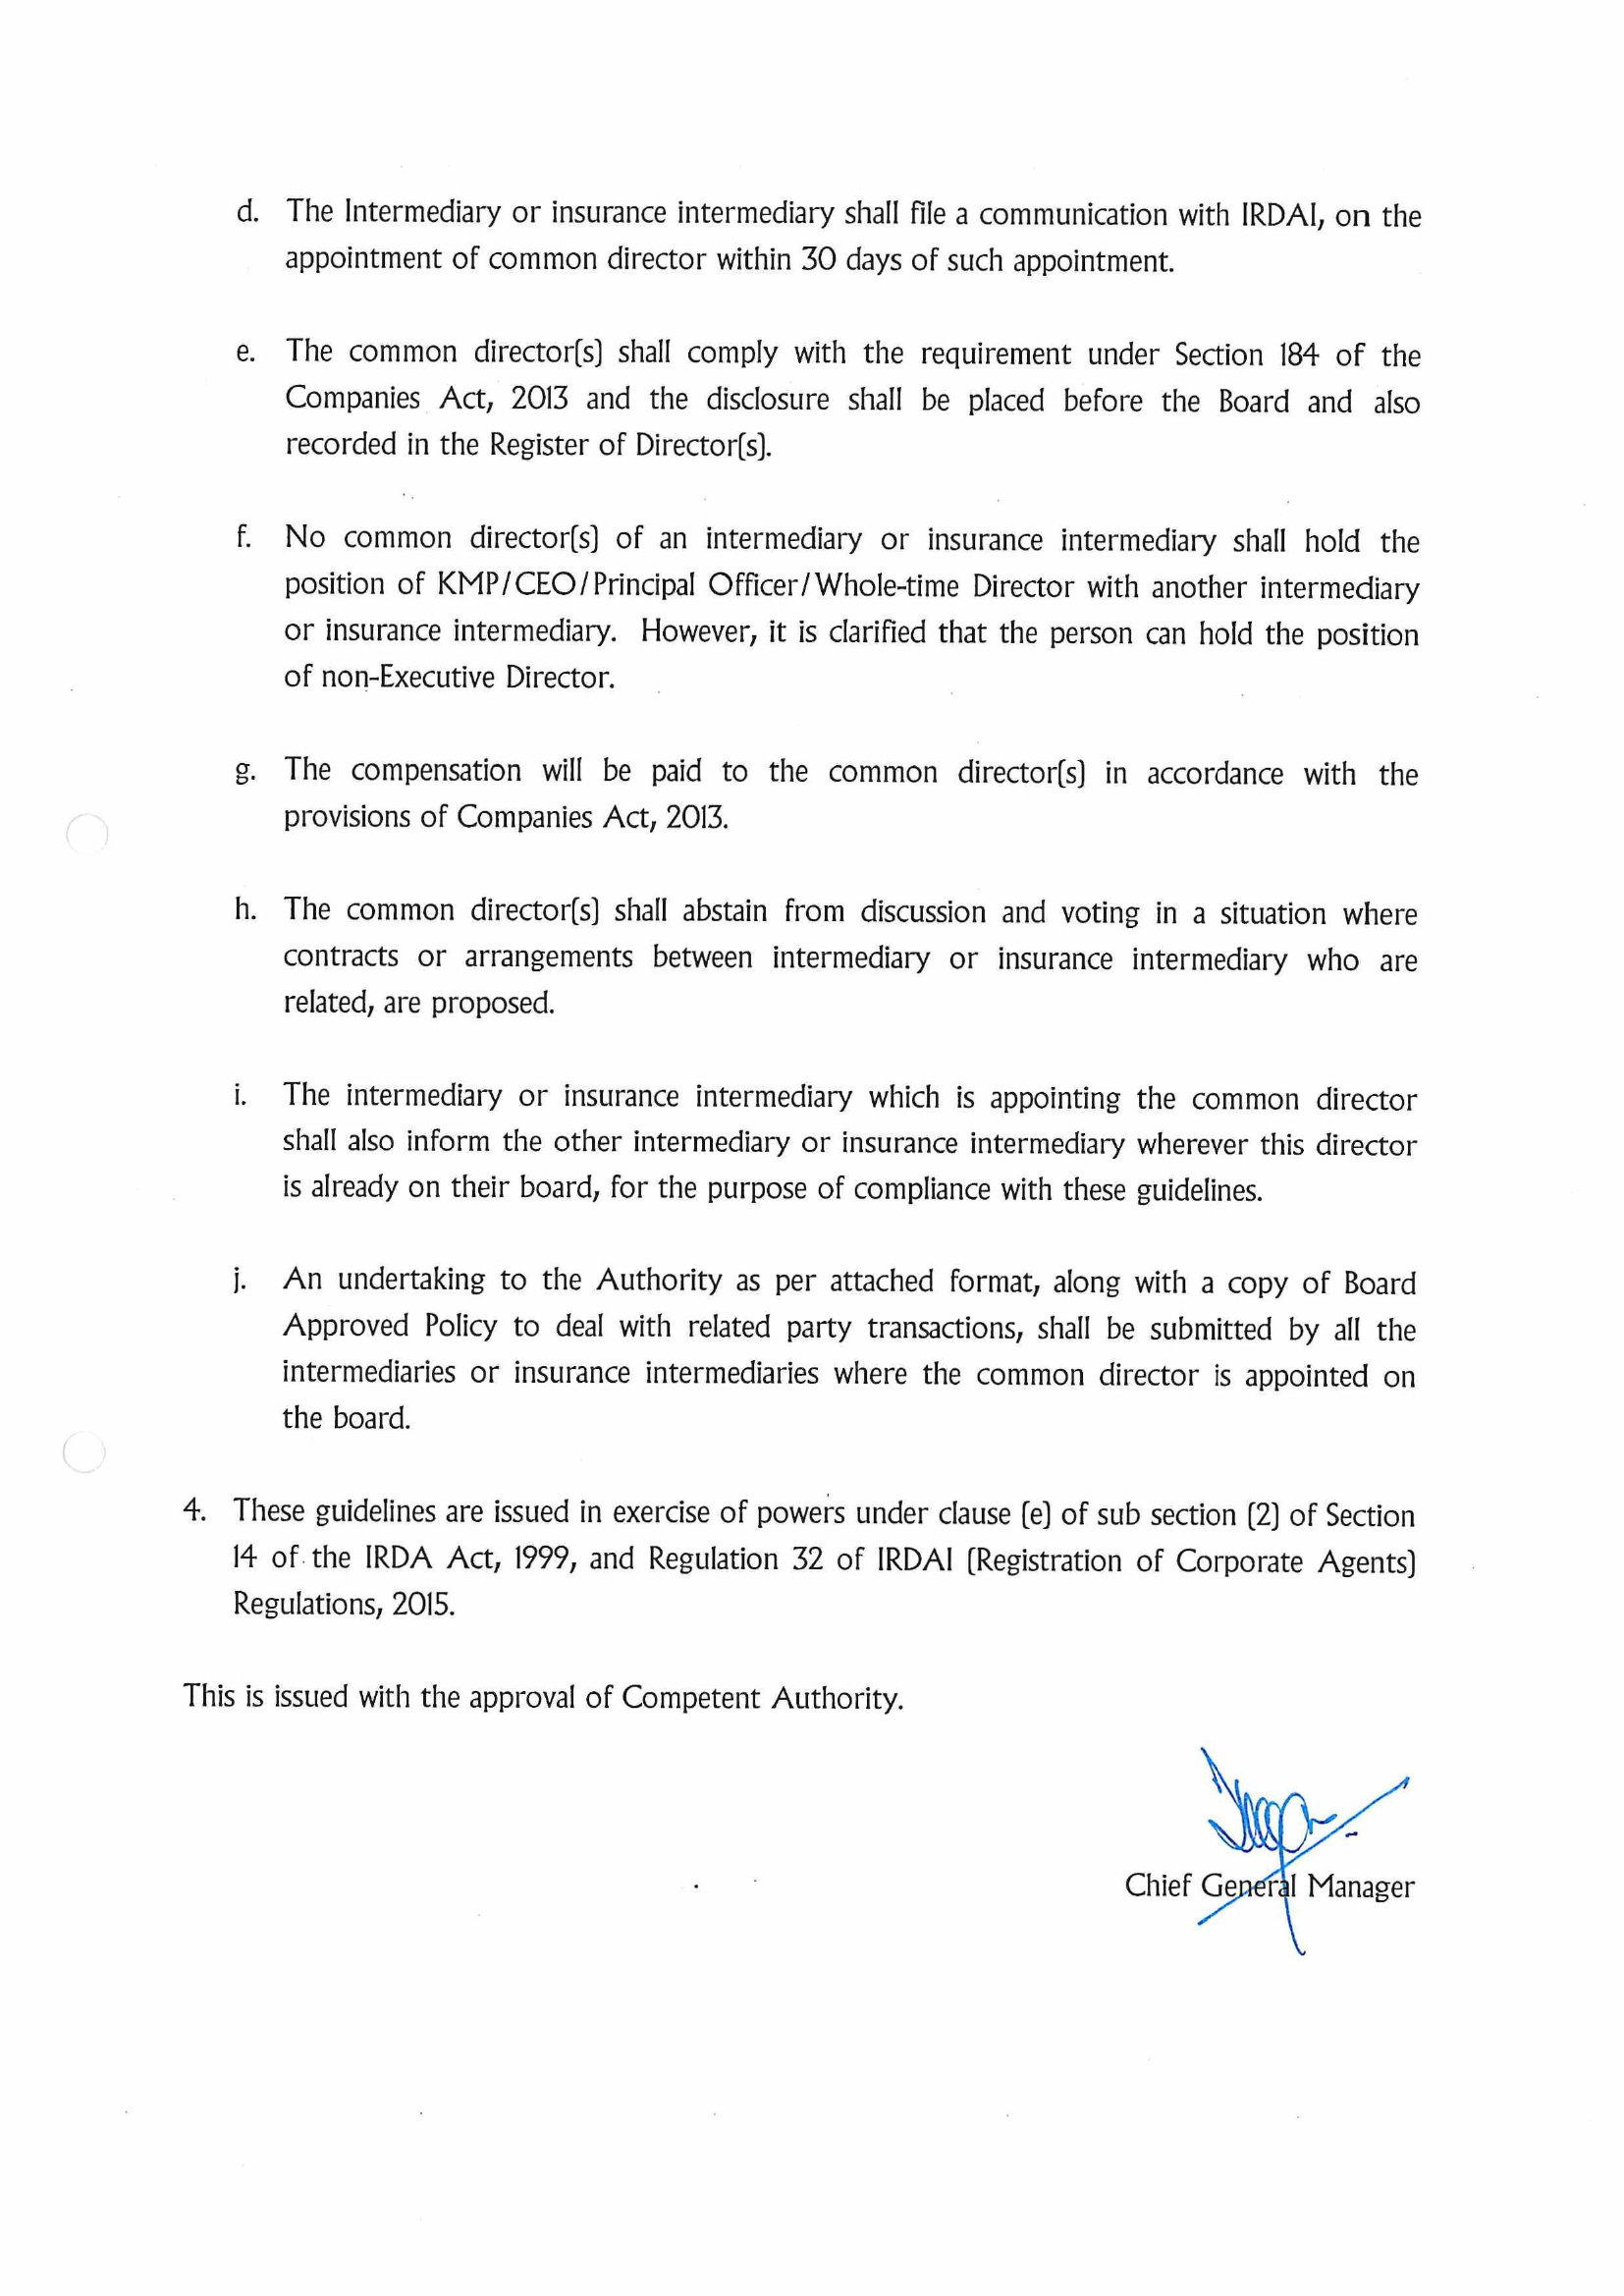 d. The Intermediary or insurance intermediary shall file a communication with IRDAI, on the
appointment of common director within 30 days of such appointment.
e. The common director(s) shall comply with the requirement under Section 184 of the
Companies Act, 2013 and the disclosure shall be placed before the Board and also
recorded in the Register of Director(s).
f. No common director(s) of an intermediary or insurance intermediary shall hold the
position of KMP/CEO/Principal Officer/Whole-time Director with another intermediary
or insurance intermediary. However, it is clarified that the person can hold the position
of non-Executive Director.
g. The compensation will be paid to the common director(s) in accordance with the
provisions of Companies Act, 2013.
h. The common director(s) shall abstain from discussion and voting in a situation where
contracts or arrangements between intermediary or insurance intermediary who are
related, are proposed.
i. The intermediary or insurance intermediary which is appointing the common director
shall also inform the other intermediary or insurance intermediary wherever this director
is already on their board, for the purpose of compliance with these guidelines.
j. An undertaking to the Authority as per attached format, along with a copy of Board
Approved Policy to deal with related party transactions, shall be submitted by all the
intermediaries or insurance intermediaries where the common director is appointed on
the board.
4. These guidelines are issued in exercise of powers under clause (e) of sub section (2) of Section
14 of the IRDA Act, 1999, and Regulation 32 of IRDAI (Registration of Corporate Agents)
Regulations, 2015.
This is issued with the approval of Competent Authority.
Chief General Manager